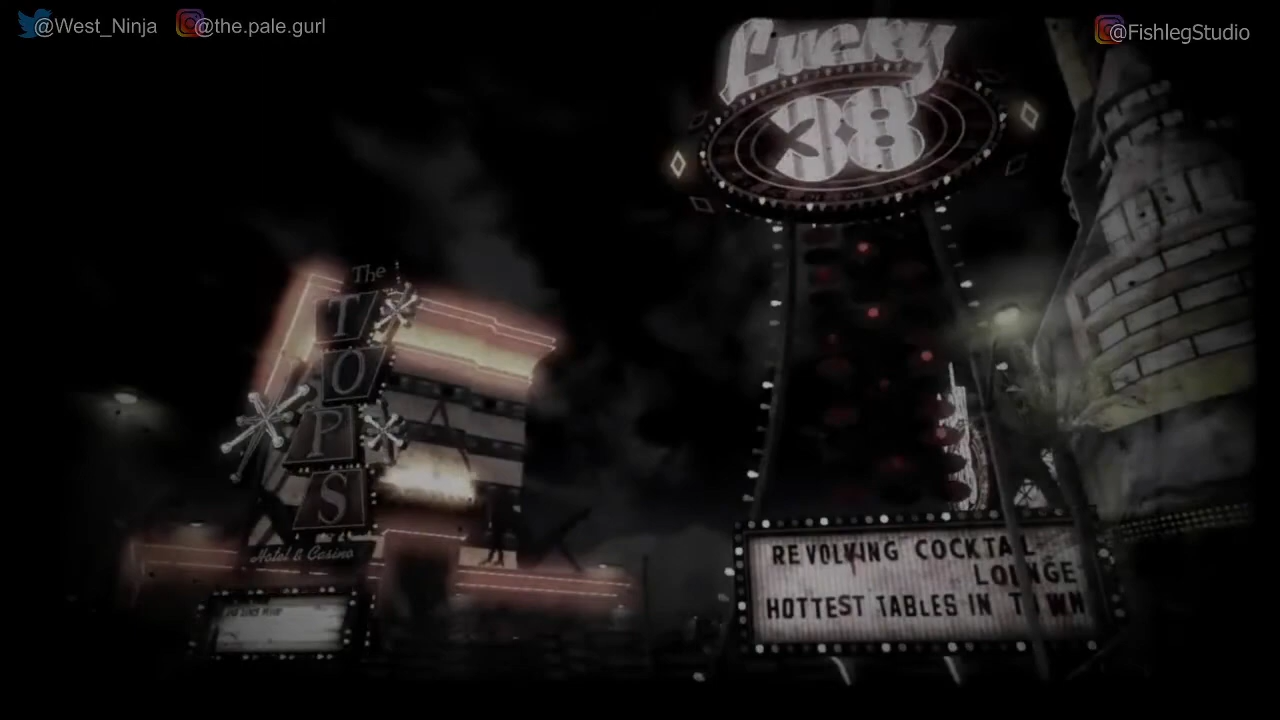 @West_Ninja
@the.pale.gurl
@FishlegStudio
Lucky
38
The
TOPS
Hotel & Casino
REVOLVING COCKTAIL
LOUNGE
HOTTEST TABLES IN TOWN